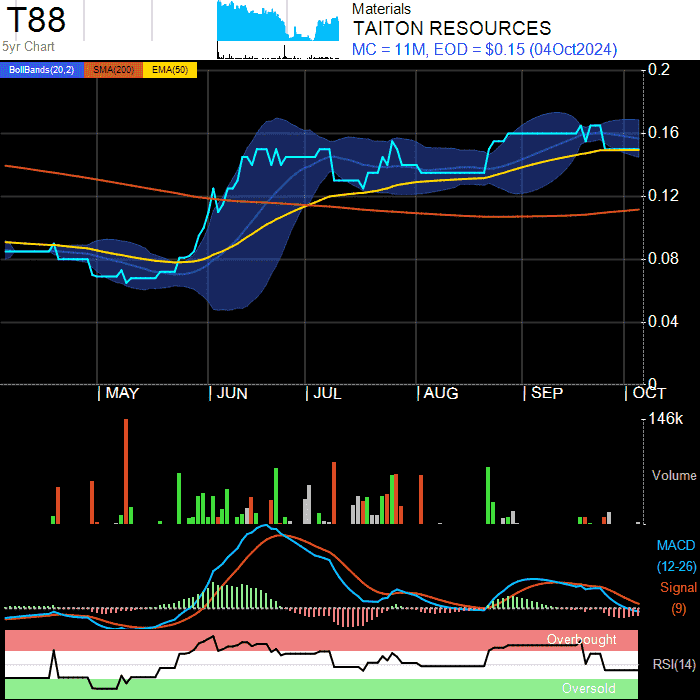 T88
5yr Chart
Materials
TAITON RESOURCES
MC = 11M, EOD = $0.15 (04Oct2024)
BollBands(20,2) SMA(200) EMA(50)
0.2
0.16
0.12
0.08
0.04
0
MAY JUN JUL AUG SEP OCT
146k
Volume
MACD
(12-26)
Signal
(9)
Overbought
RSI(14)
Oversold